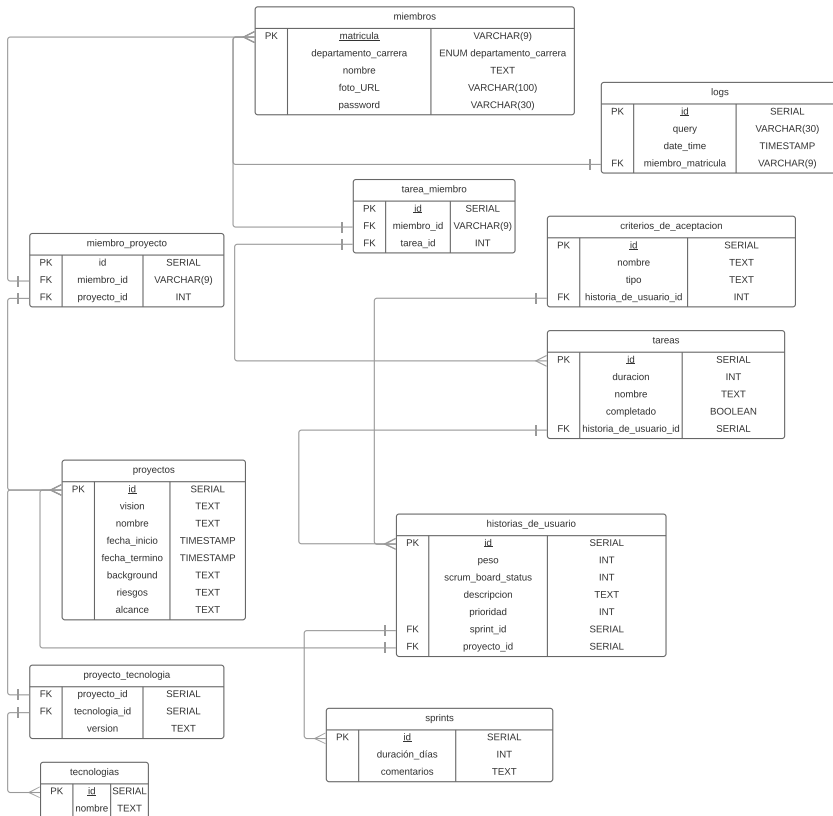 miembros
PK matricula VARCHAR(9)
departamento_carrera ENUM departamento_carrera
nombre TEXT
foto_URL VARCHAR(100)
password VARCHAR(30)
logs
PK id SERIAL
query VARCHAR(30)
date_time TIMESTAMP
FK miembro_matricula VARCHAR(9)
tarea_miembro
PK id SERIAL
FK miembro_id VARCHAR(9)
FK tarea_id INT
criterios_de_aceptacion
PK id SERIAL
nombre TEXT
tipo TEXT
FK historia_de_usuario_id INT
miembro_proyecto
PK id SERIAL
FK miembro_id VARCHAR(9)
FK proyecto_id INT
tareas
PK id SERIAL
duracion INT
nombre TEXT
completado BOOLEAN
FK historia_de_usuario_id SERIAL
proyectos
PK id SERIAL
vision TEXT
nombre TEXT
fecha_inicio TIMESTAMP
fecha_termino TIMESTAMP
background TEXT
riesgos TEXT
alcance TEXT
historias_de_usuario
PK id SERIAL
peso INT
scrum_board_status INT
descripcion TEXT
prioridad INT
FK sprint_id SERIAL
FK proyecto_id SERIAL
proyecto_tecnologia
FK proyecto_id SERIAL
FK tecnologia_id SERIAL
version TEXT
sprints
PK id SERIAL
duración_días INT
comentarios TEXT
tecnologias
PK id SERIAL
nombre TEXT